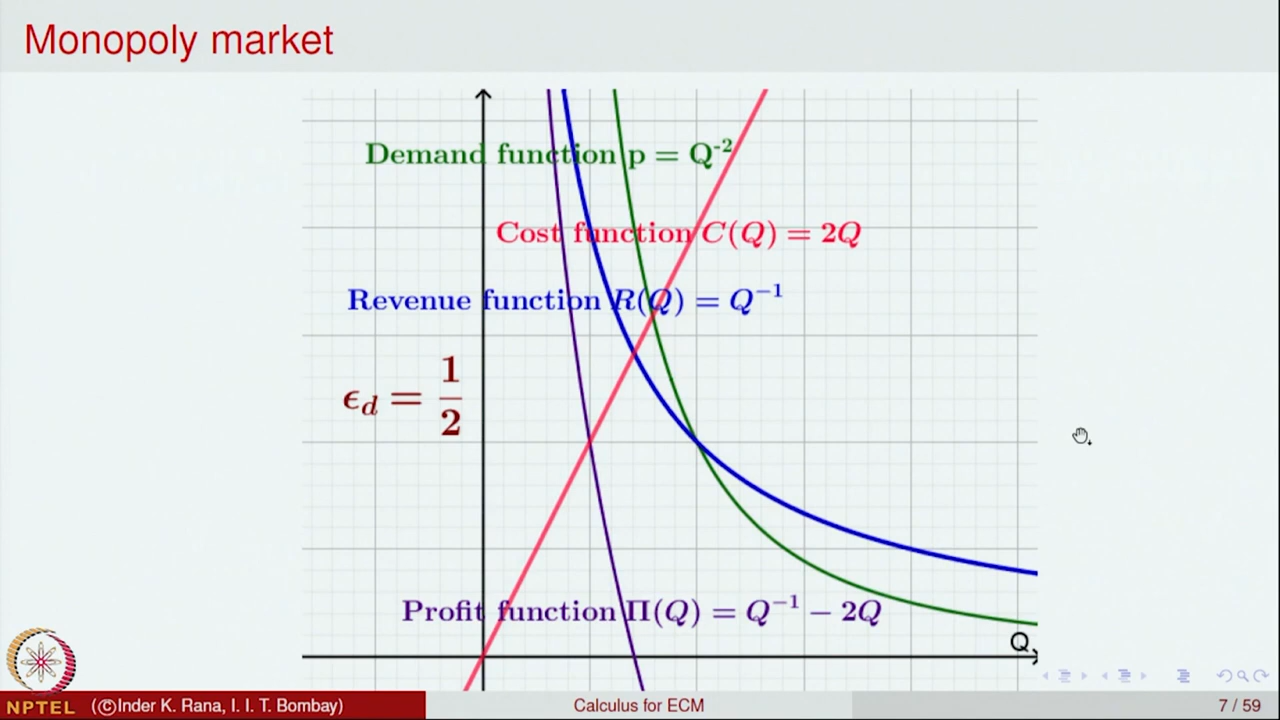 Monopoly market
Demand function p = Q⁻²
Cost function C(Q) = 2Q
Revenue function R(Q) = Q⁻¹
ϵ_d = 1/2
Profit function Π(Q) = Q⁻¹ − 2Q
Q
NPTEL
(©Inder K. Rana, I. I. T. Bombay)
Calculus for ECM
7 / 59